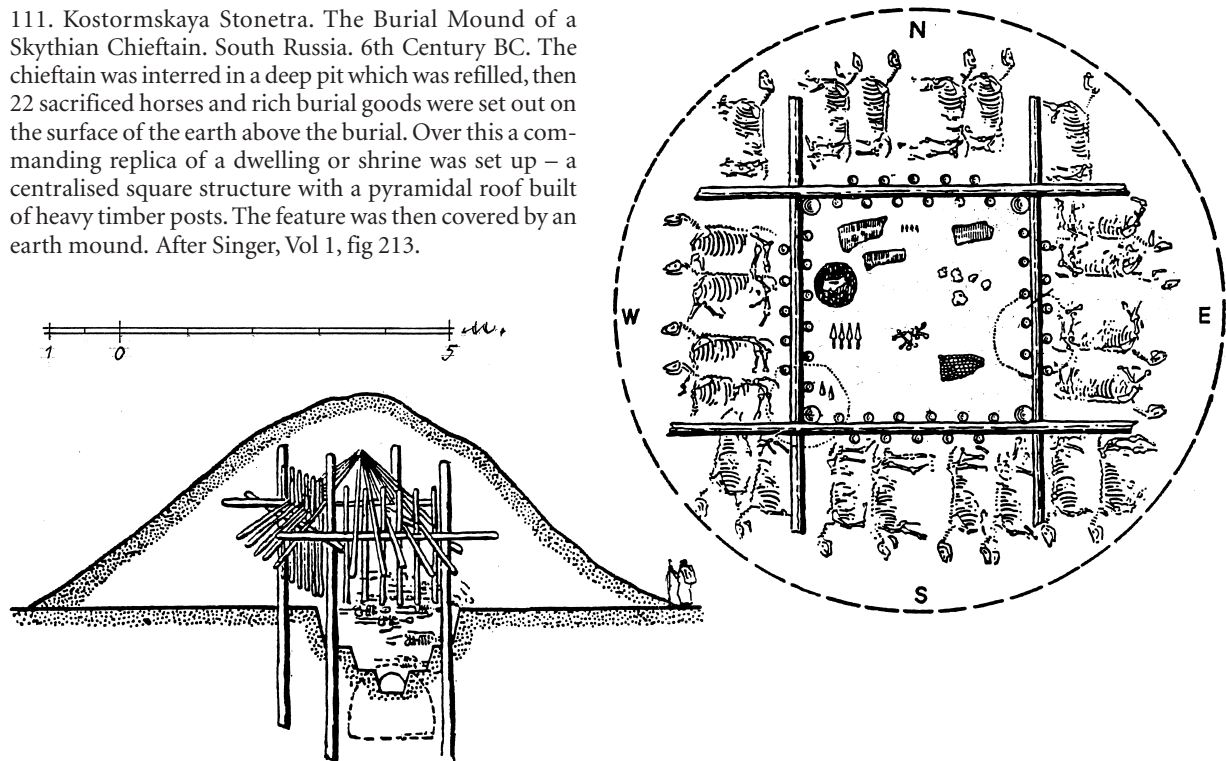 111. Kostormskaya Stonetra. The Burial Mound of a
Skythian Chieftain. South Russia. 6th Century BC. The
chieftain was interred in a deep pit which was refilled, then
22 sacrificed horses and rich burial goods were set out on
the surface of the earth above the burial. Over this a com-
manding replica of a dwelling or shrine was set up – a
centralised square structure with a pyramidal roof built
of heavy timber posts. The feature was then covered by an
earth mound. After Singer, Vol 1, fig 213.
N
W
E
S
1 0 5